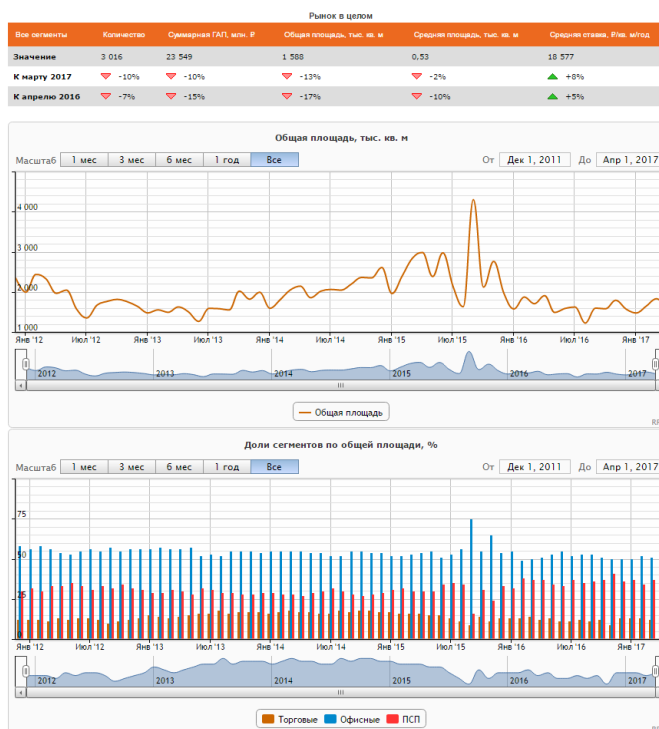 Рынок в целом
Все сегменты Количество Суммарная ГАП, млн. ₽ Общая площадь, тыс. кв. м Средняя площадь, тыс. кв. м Средняя ставка, ₽/кв. м/год
Значение 3 016 23 549 1 588 0,53 18 577
К марту 2017 -10% -10% -13% -2% +8%
К апрелю 2016 -7% -15% -17% -10% +5%
Общая площадь, тыс. кв. м
Масштаб 1 мес 3 мес 6 мес 1 год Все От Дек 1, 2011 До Апр 1, 2017
4 000
3 000
2 000
1 000
Янв '12 Июл '12 Янв '13 Июл '13 Янв '14 Июл '14 Янв '15 Июл '15 Янв '16 Июл '16 Янв '17
2012 2013 2014 2015 2016 2017
Общая площадь
Доли сегментов по общей площади, %
Масштаб 1 мес 3 мес 6 мес 1 год Все От Дек 1, 2011 До Апр 1, 2017
75
50
25
0
Янв '12 Июл '12 Янв '13 Июл '13 Янв '14 Июл '14 Янв '15 Июл '15 Янв '16 Июл '16 Янв '17
2012 2013 2014 2015 2016 2017
Торговые Офисные ПСП